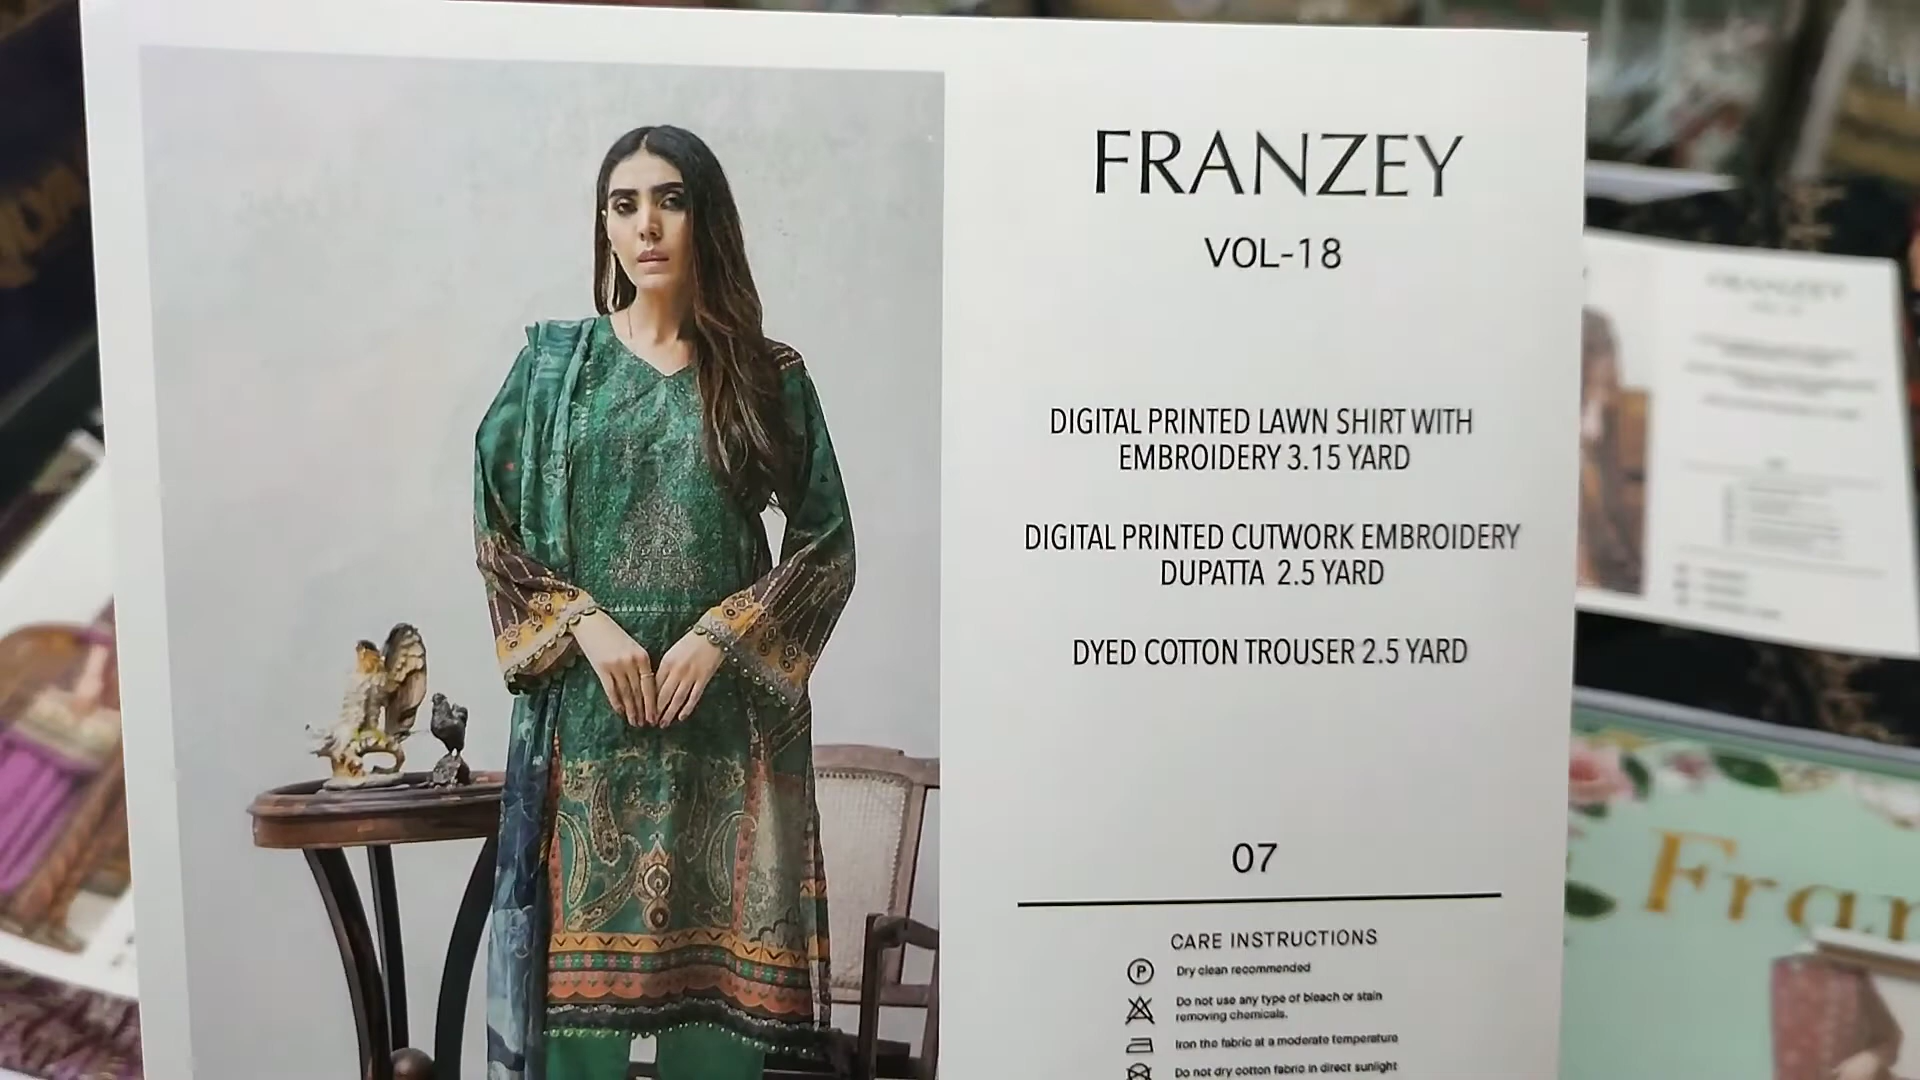 FRANZEY
VOL-18
DIGITAL PRINTED LAWN SHIRT WITH
EMBROIDERY 3.15 YARD
DIGITAL PRINTED CUTWORK EMBROIDERY
DUPATTA 2.5 YARD
DYED COTTON TROUSER 2.5 YARD
07
CARE INSTRUCTIONS
P Dry clean recommended
Do not use any type of bleach or stain
removing chemicals.
Iron the fabric at a moderate temperature
Do not dry cotton fabric in direct sunlight
FRANZEY
Fran